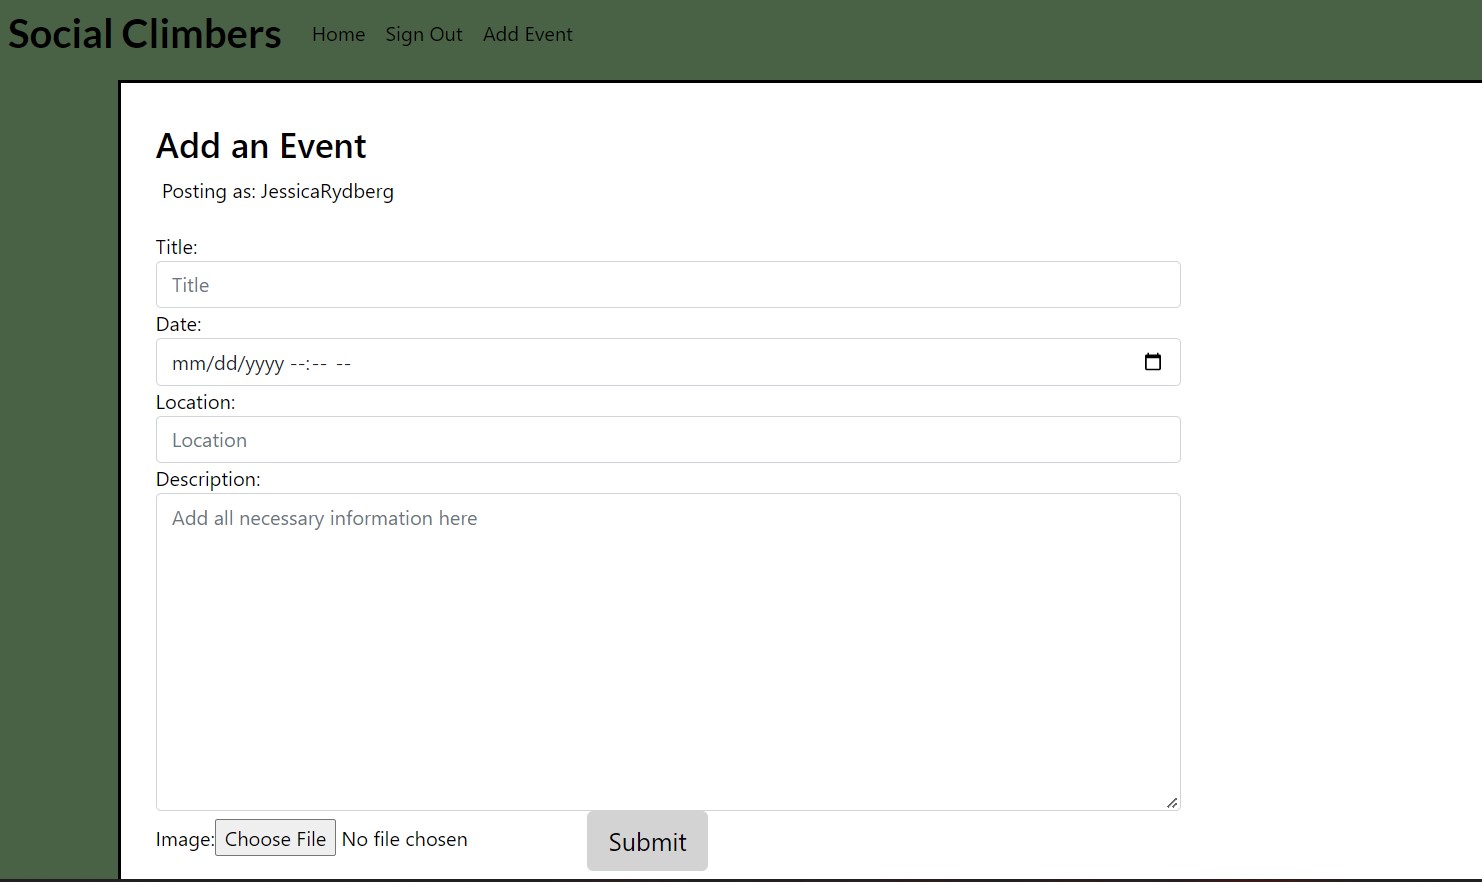 Social Climbers Home Sign Out Add Event
Add an Event
Posting as: JessicaRydberg
Title:
Title
Date:
mm/dd/yyyy --:-- --
Location:
Location
Description:
Add all necessary information here
Image: Choose File No file chosen Submit